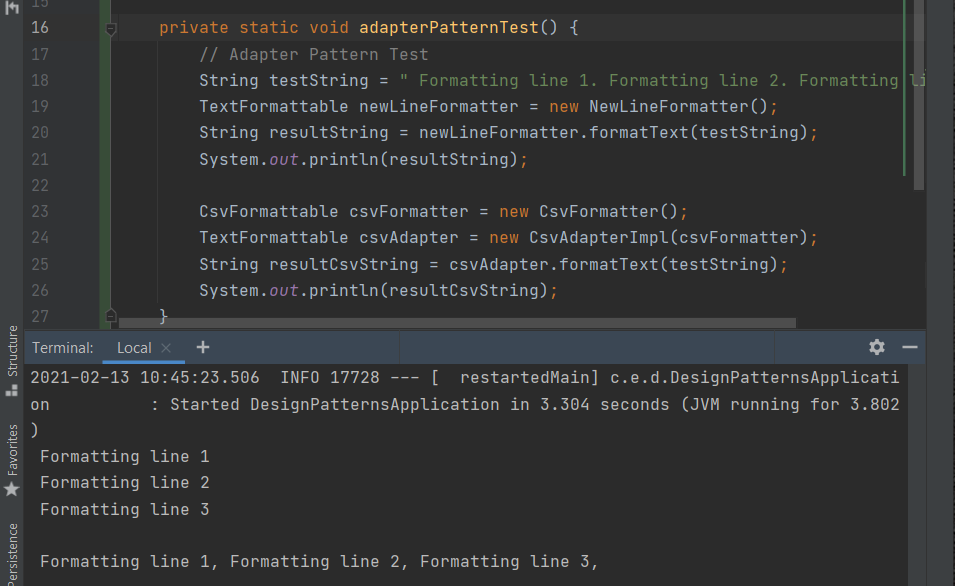 15
16 private static void adapterPatternTest() {
17 // Adapter Pattern Test
18 String testString = " Formatting line 1. Formatting line 2. Formatting li
19 TextFormattable newLineFormatter = new NewLineFormatter();
20 String resultString = newLineFormatter.formatText(testString);
21 System.out.println(resultString);
22
23 CsvFormattable csvFormatter = new CsvFormatter();
24 TextFormattable csvAdapter = new CsvAdapterImpl(csvFormatter);
25 String resultCsvString = csvAdapter.formatText(testString);
26 System.out.println(resultCsvString);
27 }
Structure
Favorites
Persistence
Terminal: Local × +
2021-02-13 10:45:23.506  INFO 17728 --- [  restartedMain] c.e.d.DesignPatternsApplicati
on          : Started DesignPatternsApplication in 3.304 seconds (JVM running for 3.802
)
Formatting line 1
Formatting line 2
Formatting line 3
Formatting line 1, Formatting line 2, Formatting line 3,